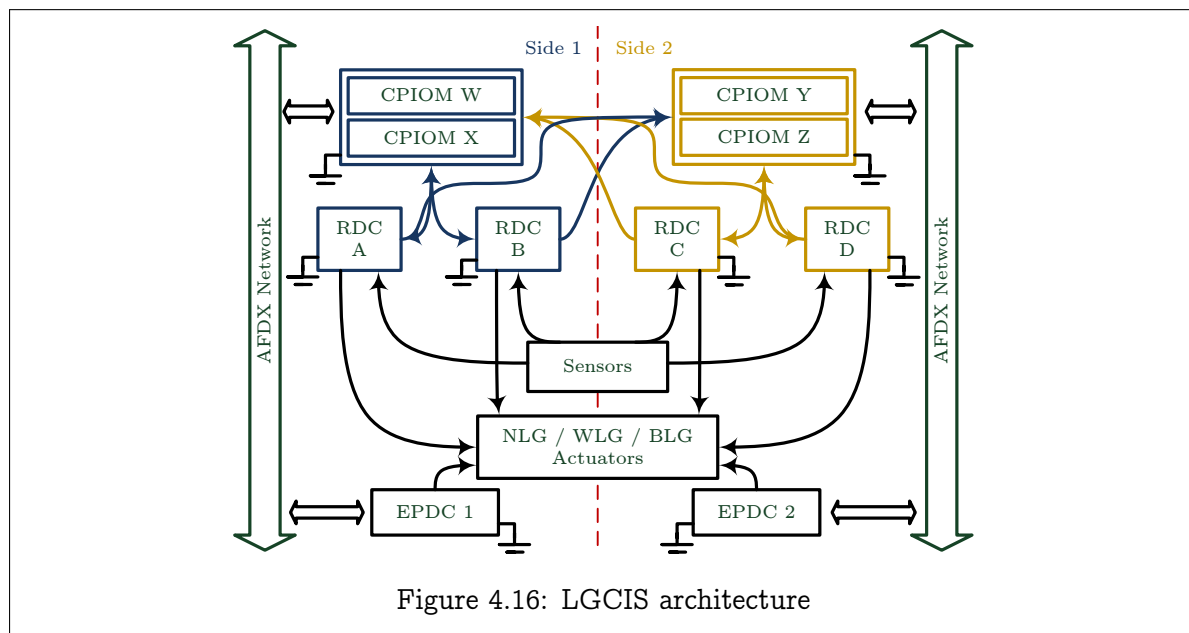 Side 1
Side 2
CPIOM W
CPIOM X
CPIOM Y
CPIOM Z
RDC
A
RDC
B
RDC
C
RDC
D
AFDX Network
AFDX Network
Sensors
NLG / WLG / BLG
Actuators
EPDC 1
EPDC 2
Figure 4.16: LGCIS architecture